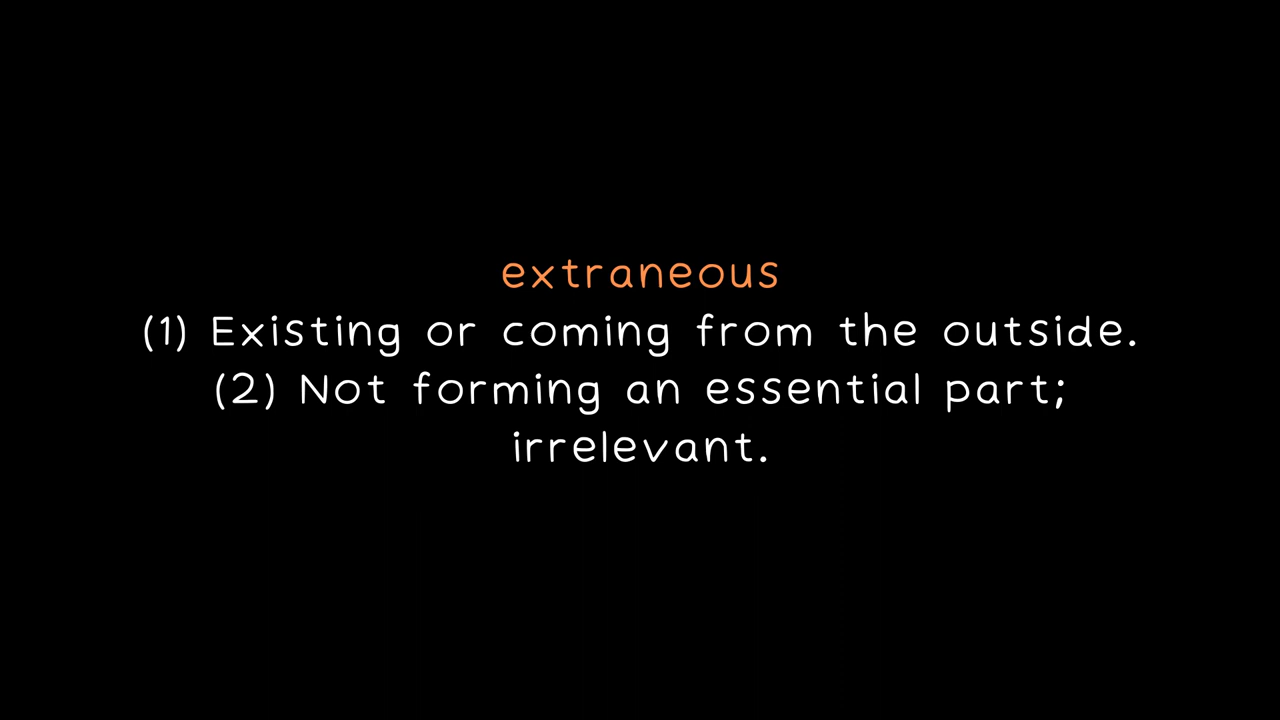 extraneous
(1) Existing or coming from the outside.
(2) Not forming an essential part;
irrelevant.